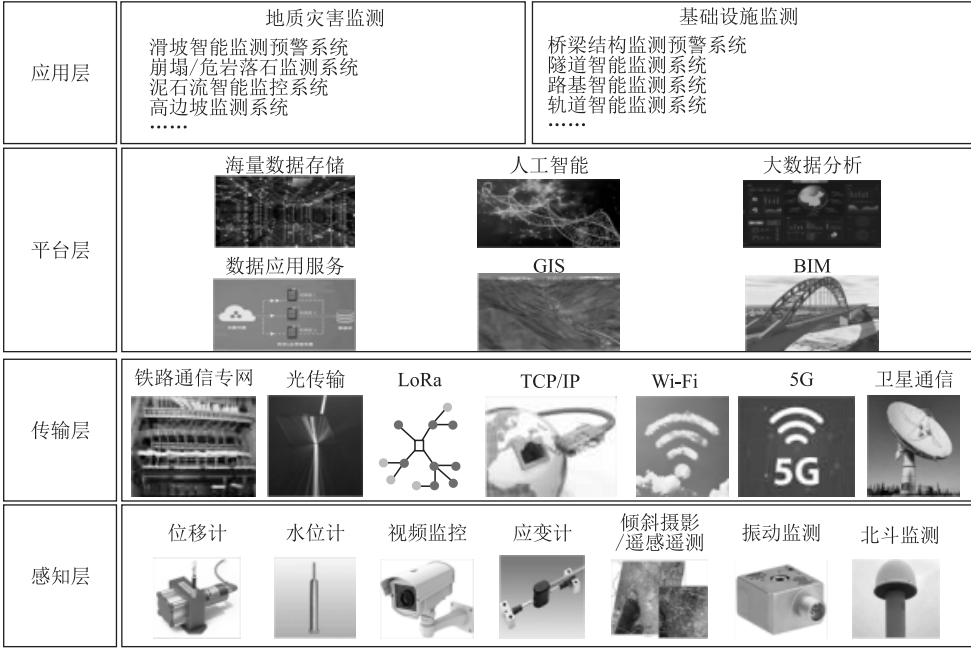 应用层
地质灾害监测
滑坡智能监测预警系统
崩塌/危岩落石监测系统
泥石流智能监控系统
高边坡监测系统
……
基础设施监测
桥梁结构监测预警系统
隧道智能监测系统
路基智能监测系统
轨道智能监测系统
……
平台层
海量数据存储
人工智能
大数据分析
数据应用服务
GIS
BIM
传输层
铁路通信专网
光传输
LoRa
TCP/IP
Wi-Fi
5G
卫星通信
5G
感知层
位移计
水位计
视频监控
应变计
倾斜摄影
/遥感遥测
振动监测
北斗监测